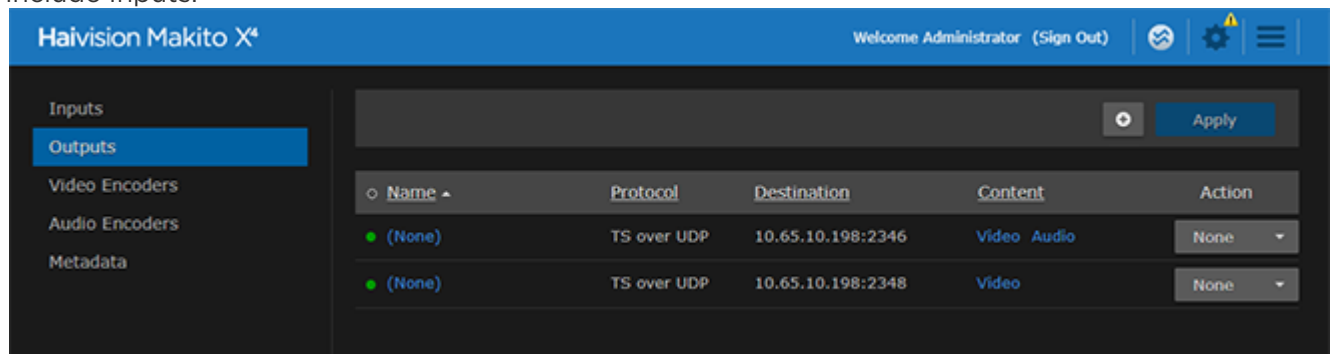 include inputs.
Haivision Makito X4
Welcome Administrator (Sign Out)
Inputs
Outputs
Video Encoders
Audio Encoders
Metadata
Apply
Name Protocol Destination Content Action
(None) TS over UDP 10.65.10.198:2346 Video Audio None
(None) TS over UDP 10.65.10.198:2348 Video None